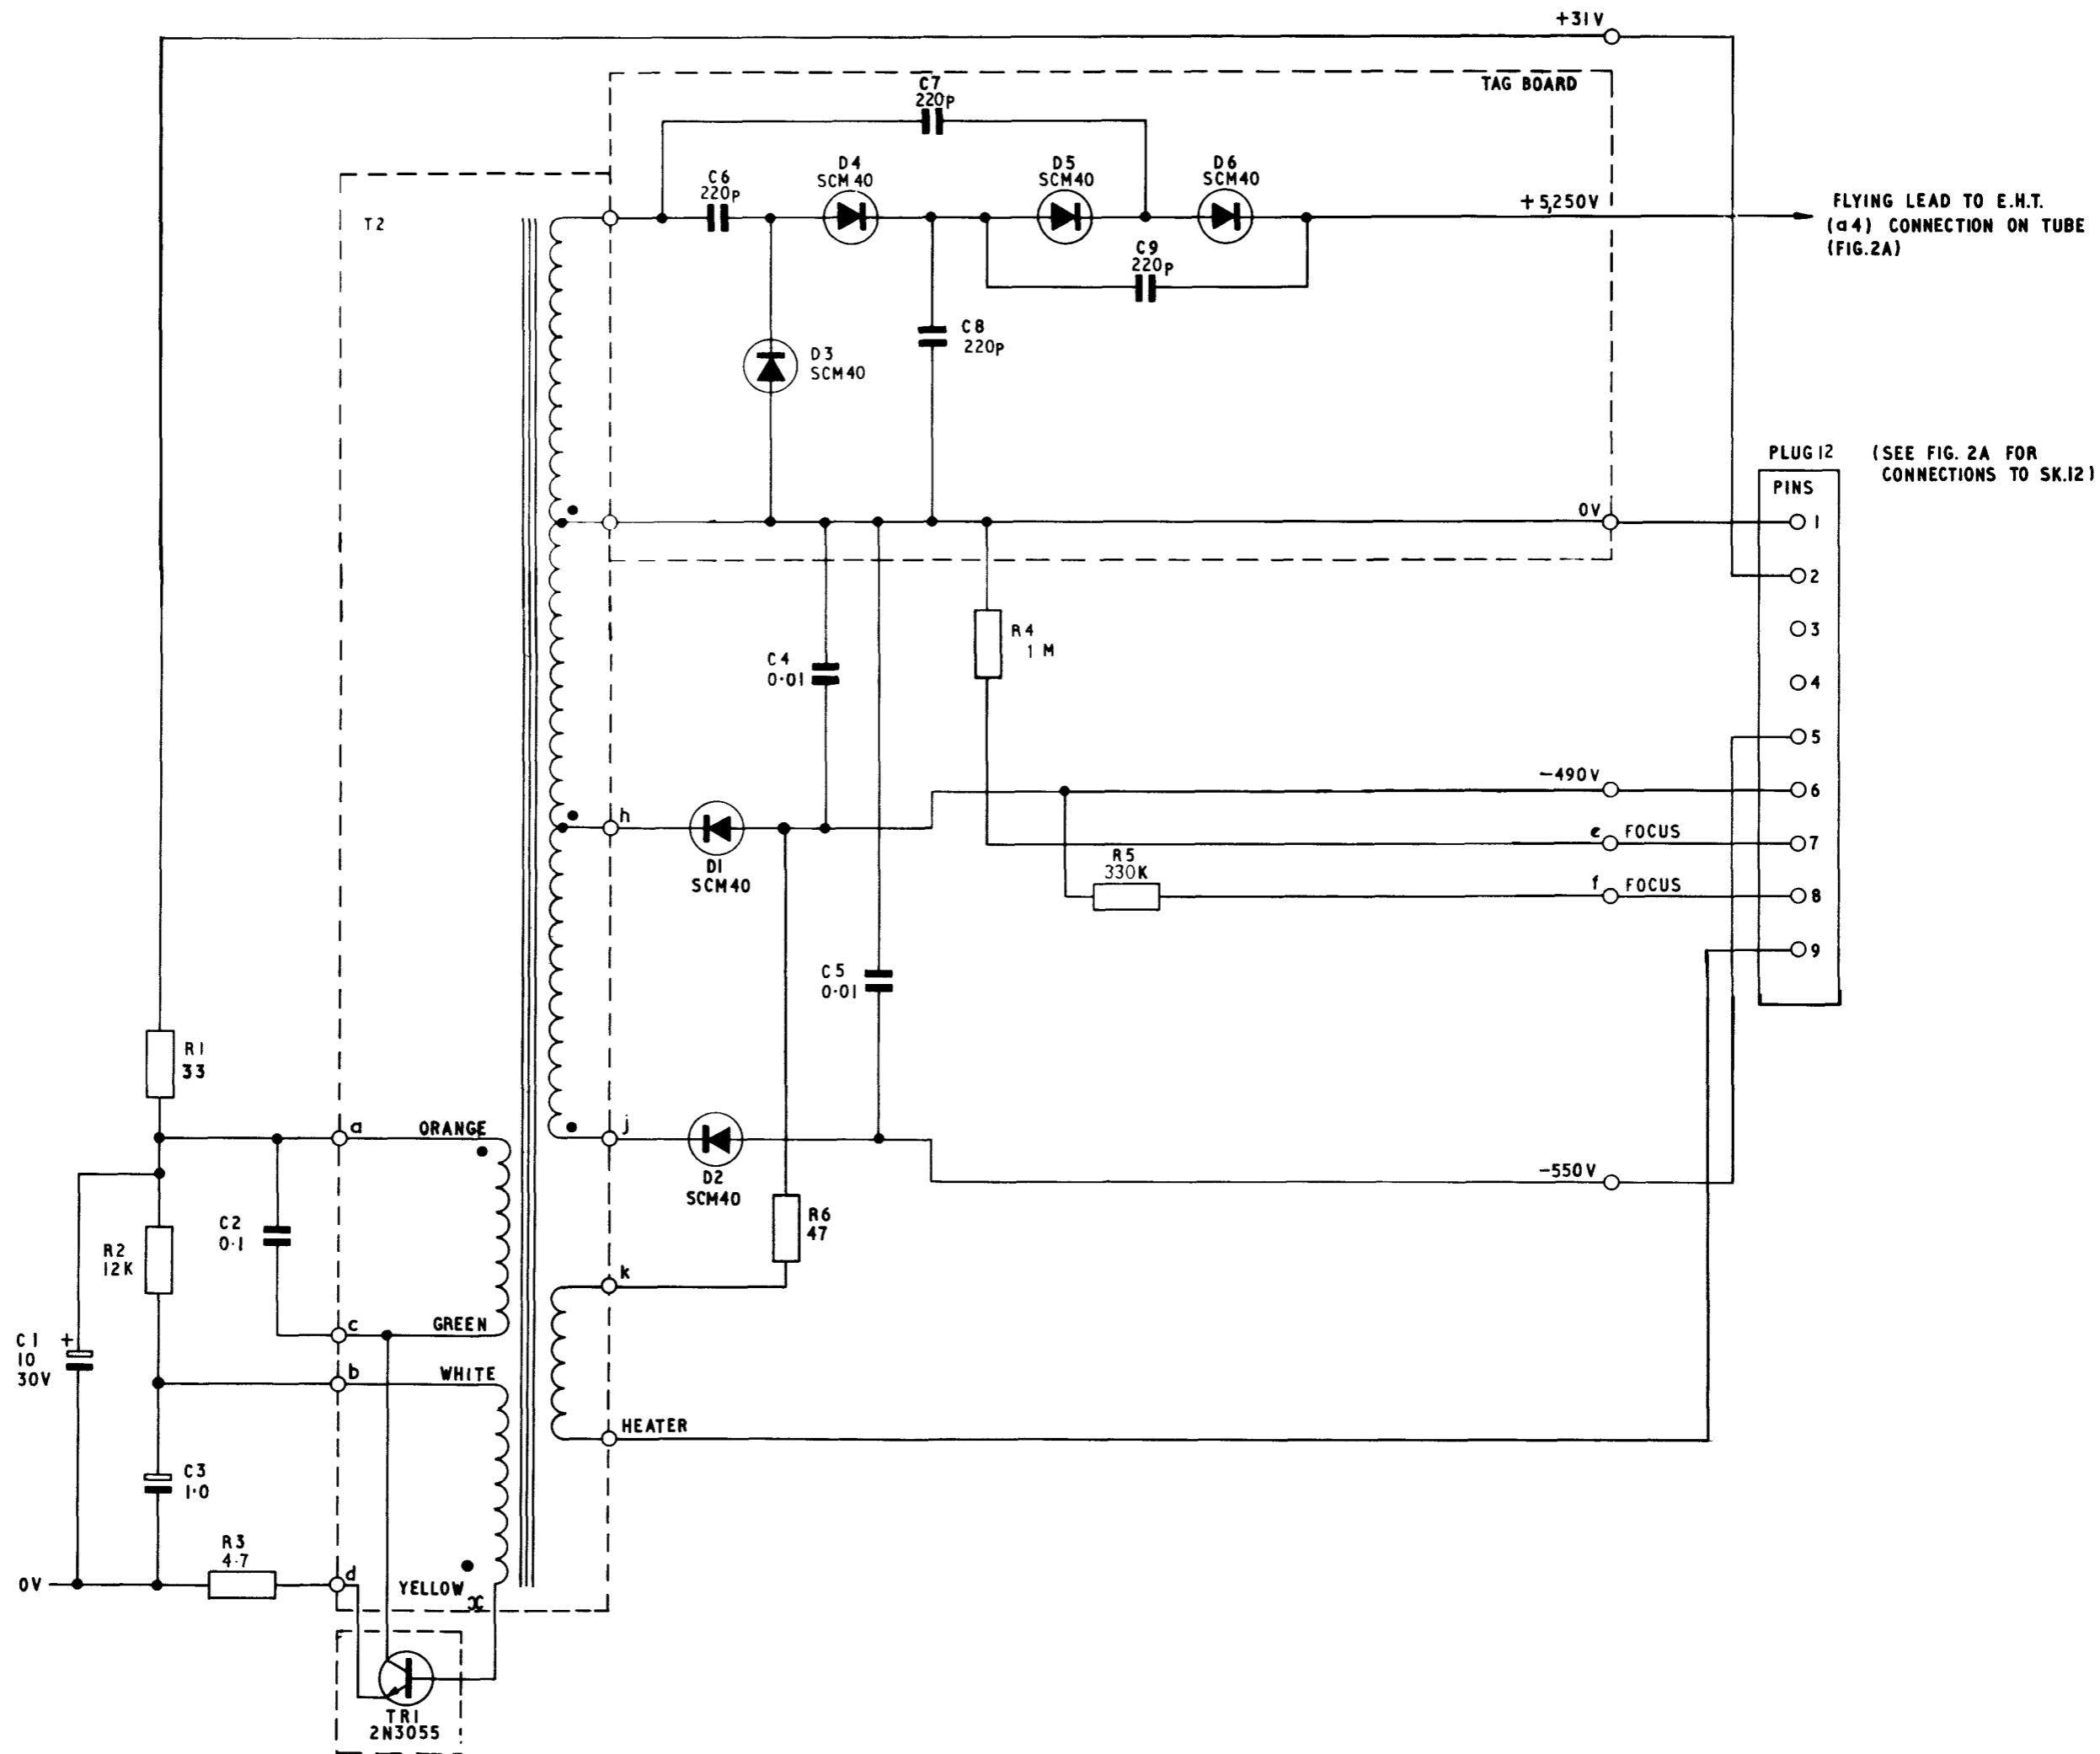 +31V
TAG BOARD
C7
220P
T2
C6
220P
D4
SCM40
D5
SCM40
D6
SCM40
+5,250V
FLYING LEAD TO E.H.T.
(a4) CONNECTION ON TUBE
(FIG.2A)
C9
220P
C8
220P
D3
SCM40
PLUG 12
(SEE FIG. 2A FOR
CONNECTIONS TO SK.12)
PINS
0V
1
2
3
4
5
6
7
8
9
R4
1 M
C4
0·01
-490V
h
D1
SCM40
e FOCUS
R5
330K
f FOCUS
C5
0·01
R1
33
a
ORANGE
j
D2
SCM40
-550V
C2
0·1
R2
12K
R6
47
k
c
GREEN
C1
10
30V
+
b
WHITE
HEATER
C3
1·0
R3
4·7
0V
d
YELLOW
x
TR1
2N3055